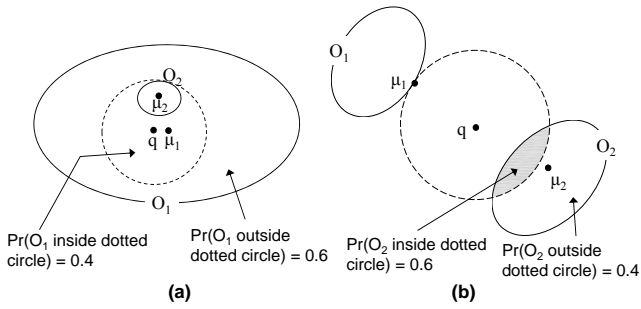 O₂
μ₂
q μ₁
O₁
Pr(O₁ inside dotted
circle) = 0.4
Pr(O₁ outside
dotted circle) = 0.6
(a)
O₁
μ₁
q
O₂
μ₂
Pr(O₂ inside dotted
circle) = 0.6
Pr(O₂ outside
dotted circle) = 0.4
(b)